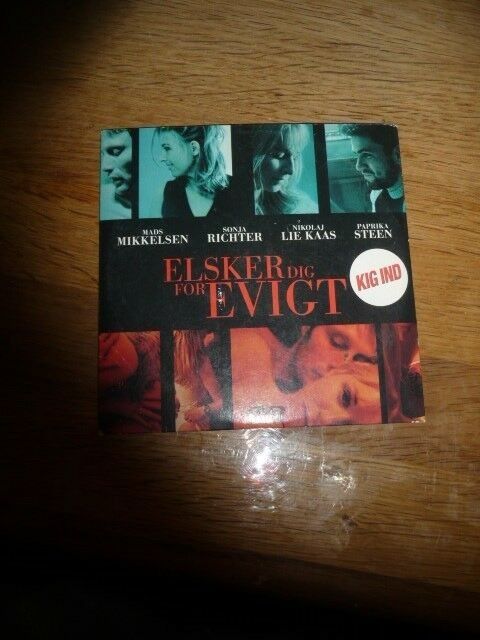 MADS SONJA NIKOLAJ PAPRIKA
MIKKELSEN RICHTER LIE KAAS STEEN
ELSKER DIG
FOR EVIGT
KIG IND